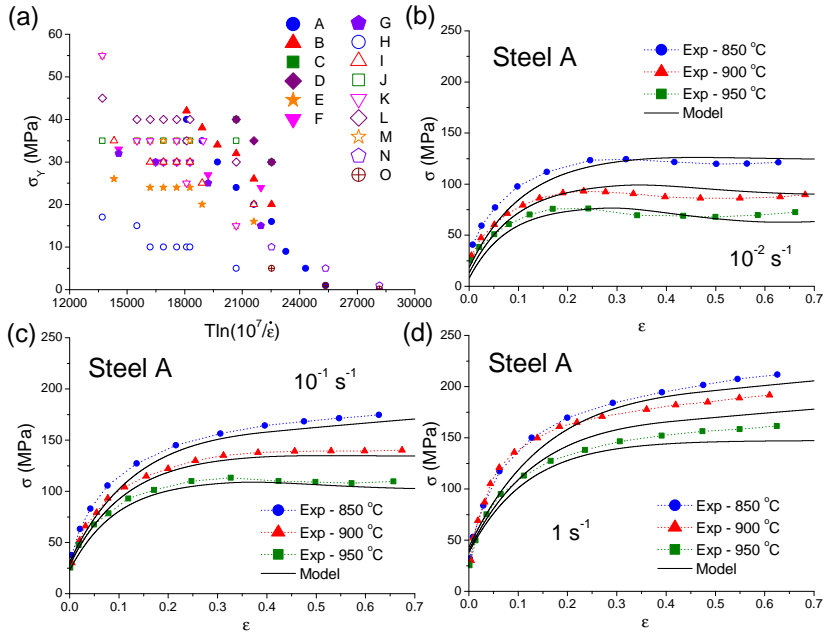 (a)
60
50
40
30
20
10
0
σY (MPa)
12000 15000 18000 21000 24000 27000 30000
Tln(10^7/ε̇)
A G
B H
C I
D J
E K
F L
M
N
O
(b)
Steel A
250
200
150
100
50
0
σ (MPa)
Exp - 850 °C
Exp - 900 °C
Exp - 950 °C
Model
10^-2 s^-1
0.0 0.1 0.2 0.3 0.4 0.5 0.6 0.7
ε
(c)
Steel A
10^-1 s^-1
250
200
150
100
50
0
σ (MPa)
Exp - 850 °C
Exp - 900 °C
Exp - 950 °C
Model
0.0 0.1 0.2 0.3 0.4 0.5 0.6 0.7
ε
(d)
Steel A
250
200
150
100
50
0
σ (MPa)
Exp - 850 °C
Exp - 900 °C
Exp - 950 °C
Model
1 s^-1
0.0 0.1 0.2 0.3 0.4 0.5 0.6 0.7
ε